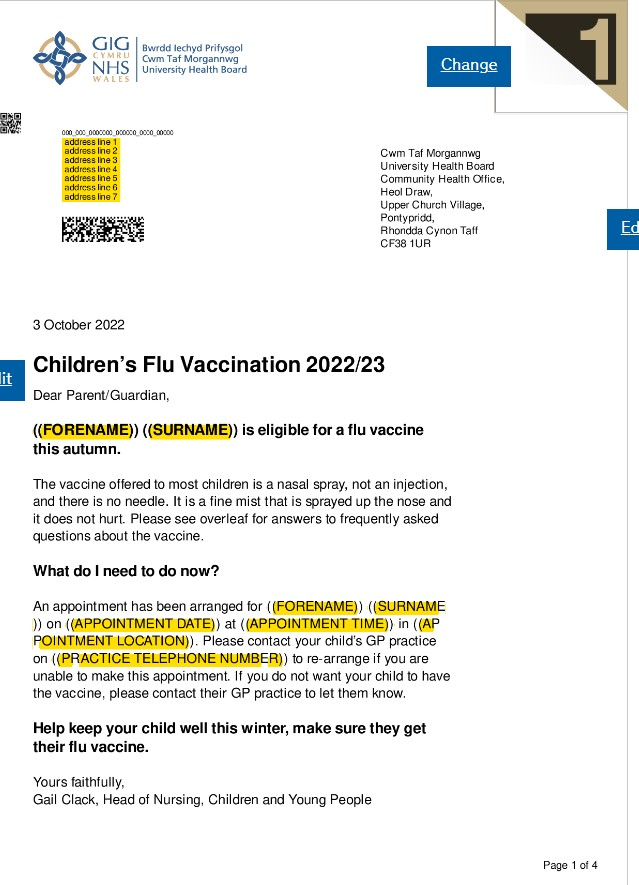 GIG
CYMRU
NHS
WALES
Bwrdd Iechyd Prifysgol
Cwm Taf Morgannwg
University Health Board
Change
1
000_000_0000000_000000_0000_00000
address line 1
address line 2
address line 3
address line 4
address line 5
address line 6
address line 7
Cwm Taf Morgannwg
University Health Board
Community Health Office,
Heol Draw,
Upper Church Village,
Pontypridd,
Rhondda Cynon Taff
CF38 1UR
Ed
3 October 2022
Children's Flu Vaccination 2022/23
lit
Dear Parent/Guardian,
((FORENAME)) ((SURNAME)) is eligible for a flu vaccine
this autumn.
The vaccine offered to most children is a nasal spray, not an injection,
and there is no needle. It is a fine mist that is sprayed up the nose and
it does not hurt. Please see overleaf for answers to frequently asked
questions about the vaccine.
What do I need to do now?
An appointment has been arranged for ((FORENAME)) ((SURNAME
)) on ((APPOINTMENT DATE)) at ((APPOINTMENT TIME)) in ((AP
POINTMENT LOCATION)). Please contact your child's GP practice
on ((PRACTICE TELEPHONE NUMBER)) to re-arrange if you are
unable to make this appointment. If you do not want your child to have
the vaccine, please contact their GP practice to let them know.
Help keep your child well this winter, make sure they get
their flu vaccine.
Yours faithfully,
Gail Clack, Head of Nursing, Children and Young People
Page 1 of 4